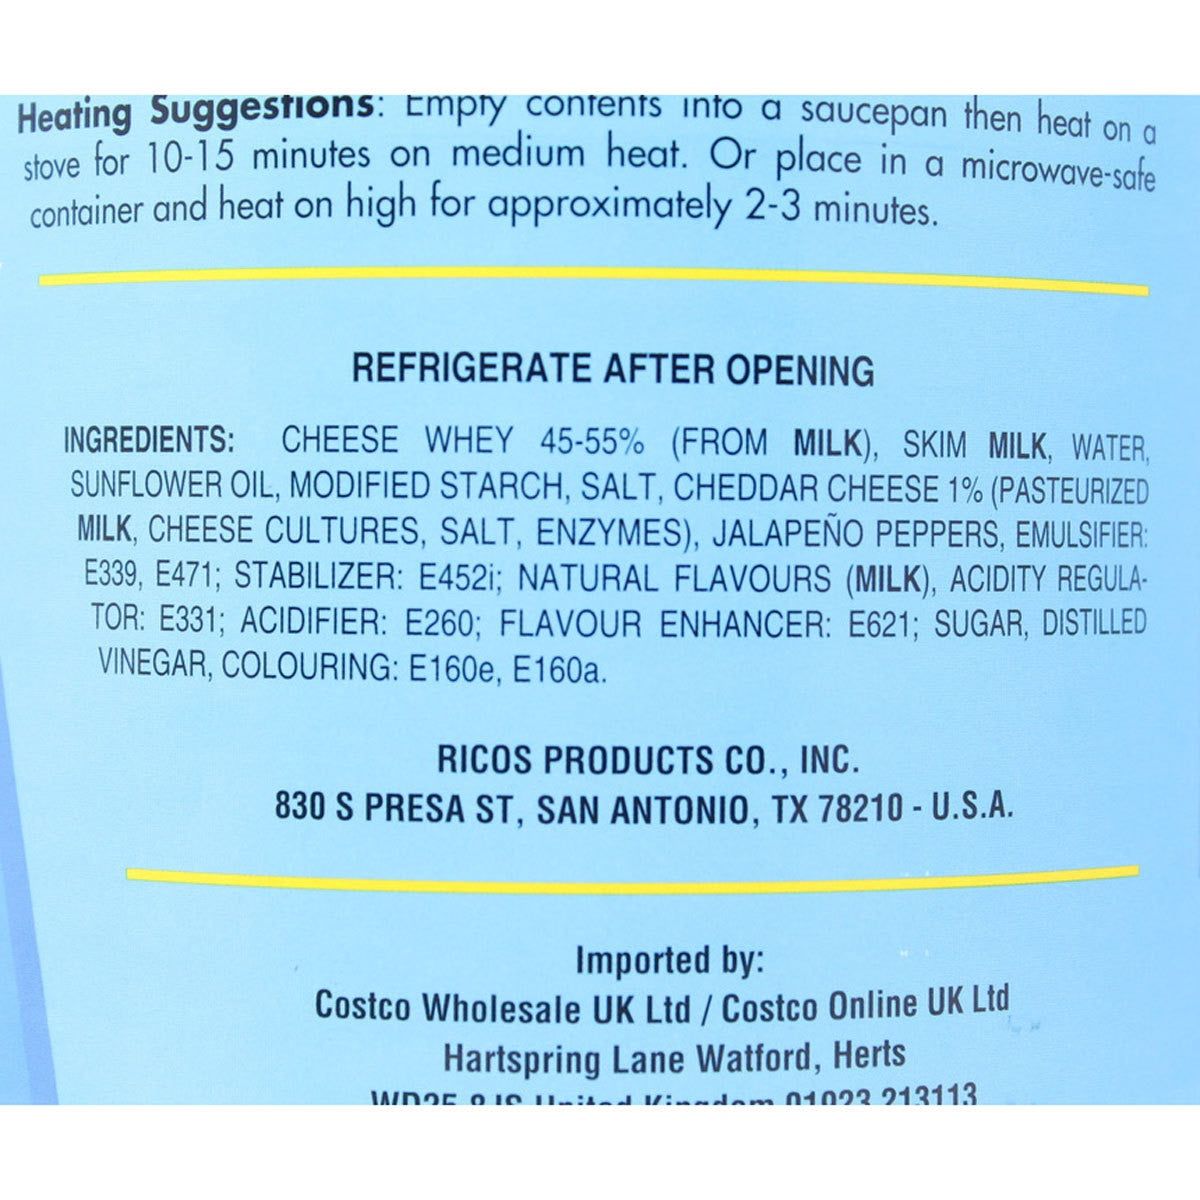 Heating Suggestions: Empty contents into a saucepan then heat on a
stove for 10-15 minutes on medium heat. Or place in a microwave-safe
container and heat on high for approximately 2-3 minutes.
REFRIGERATE AFTER OPENING
INGREDIENTS: CHEESE WHEY 45-55% (FROM MILK), SKIM MILK, WATER,
SUNFLOWER OIL, MODIFIED STARCH, SALT, CHEDDAR CHEESE 1% (PASTEURIZED
MILK, CHEESE CULTURES, SALT, ENZYMES), JALAPEÑO PEPPERS, EMULSIFIER:
E339, E471; STABILIZER: E452i; NATURAL FLAVOURS (MILK), ACIDITY REGULA-
TOR: E331; ACIDIFIER: E260; FLAVOUR ENHANCER: E621; SUGAR, DISTILLED
VINEGAR, COLOURING: E160e, E160a.
RICOS PRODUCTS CO., INC.
830 S PRESA ST, SAN ANTONIO, TX 78210 - U.S.A.
Imported by:
Costco Wholesale UK Ltd / Costco Online UK Ltd
Hartspring Lane Watford, Herts
United Kingdom 01923 213113